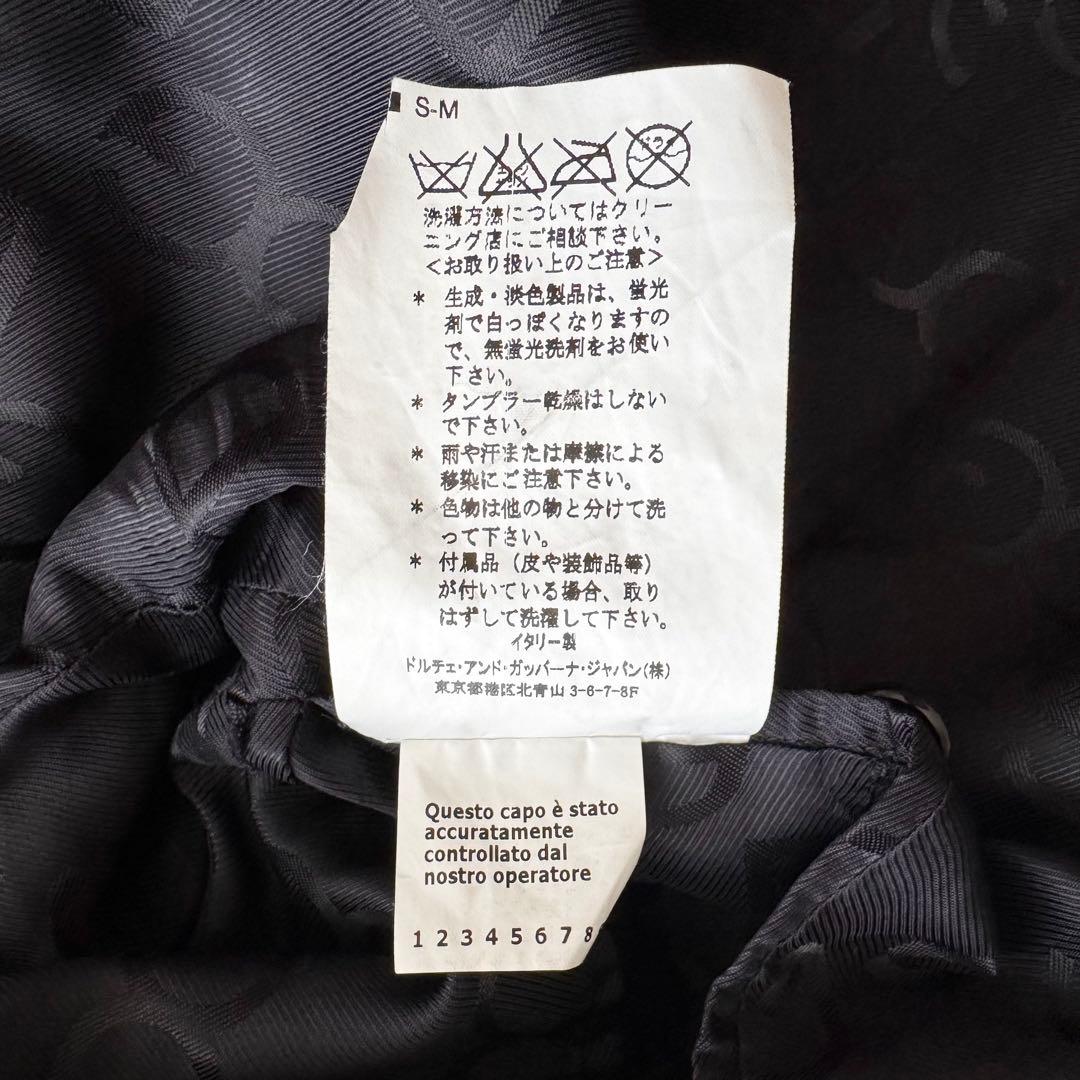 S-M
洗濯方法についてはクリー
ニング店にご相談下さい。
＜お取り扱い上のご注意＞
* 生成・淡色製品は、蛍光
剤で白っぽくなりますの
で、無蛍光洗剤をお使い
下さい。
* タンブラー乾燥はしない
で下さい。
* 雨や汗または摩擦による
移染にご注意下さい。
* 色物は他の物と分けて洗
って下さい。
* 付属品（皮や装飾品等）
が付いている場合、取り
はずして洗濯して下さい。
イタリー製
ドルチェ・アンド・ガッバーナ・ジャパン(株)
東京都港区北青山 3-6-7-8F
Questo capo è stato
accuratamente
controllato dal
nostro operatore
1 2 3 4 5 6 7 8